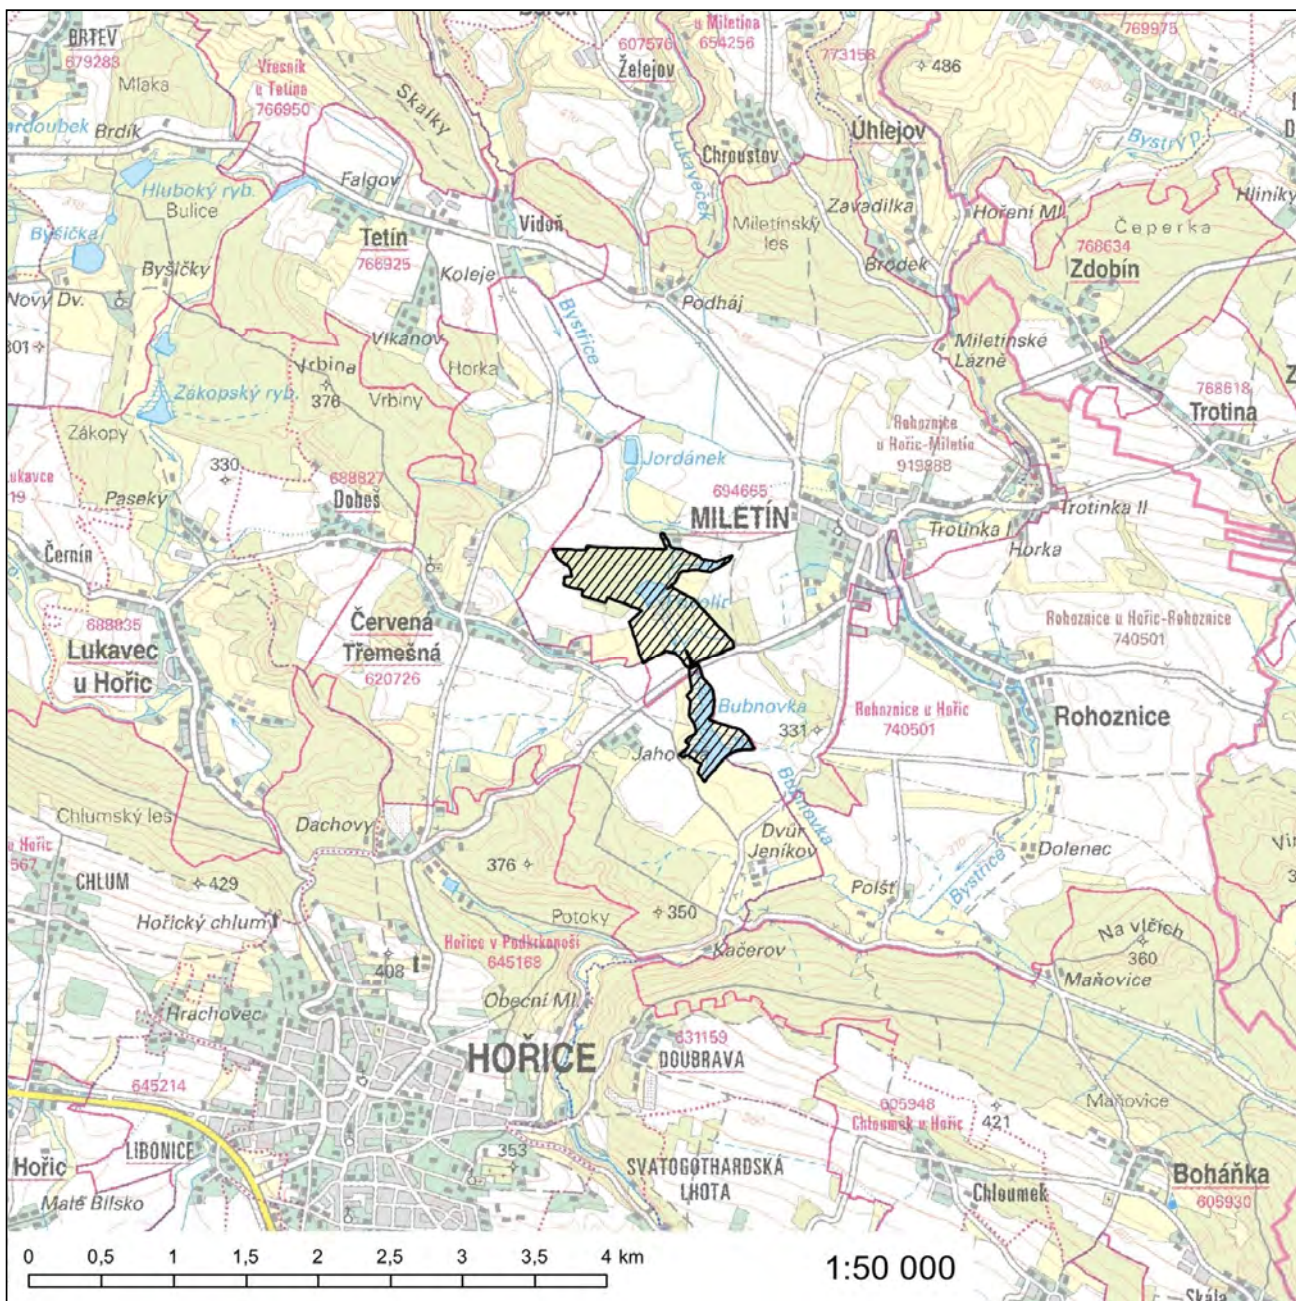 BRTEV
679283
Mlaka
Brdík
Vřesník
u Tetína
766950
Skalky
607576
Želejov
u Miletína
654256
773158
486
769975
Úhlejov
Chroustov
Lukaveček
Hluboký ryb.
Bulice
Falgov
Tetín
766925
Vidoň
Koleje
Miletínský
les
Zavadilka
Brodek
Hoření Ml.
Čeperka
768634
Zdobín
Hliníky
Byšička
Byšičky
Nový Dv.
301
Podháj
Bystřice
Vikanov
Horka
Vrbina
376
Vrbiny
Zákopský ryb.
Zákopy
Miletínské
Lázně
768618
Trotina
Rohoznice
u Hořic-Miletín
919888
Jordánek
694665
MILETÍN
Trotinka I
Trotinka II
Horka
330
688827
Dobeš
Paseky
Černín
688835
Lukavec
u Hořic
Červená
Třemešná
620726
Rohoznice u Hořic-Rohoznice
740501
Rohoznice
Bubnovka
331
Rohoznice u Hořic
740501
Bubnovka
Chlumský les
Dachovy
CHLUM
429
Hořický chlum
376
Potoky
350
Dvůr
Jeníkov
Polšť
Dolenec
Bystřice
Na vlčích
360
Maňovice
Kačerov
Hořice v Podkrkonoší
645168
408
Obecní Ml.
Hrachovec
HOŘICE
631159
DOUBRAVA
645214
LIBONICE
Hořic
Malé Bílsko
353
SVATOGOTHARDSKÁ
LHOTA
605948
Chloumek u Hořic
421
Maňovice
Chloumek
Boháňka
605930
Skála
0 0,5 1 1,5 2 2,5 3 3,5 4 km
1:50 000